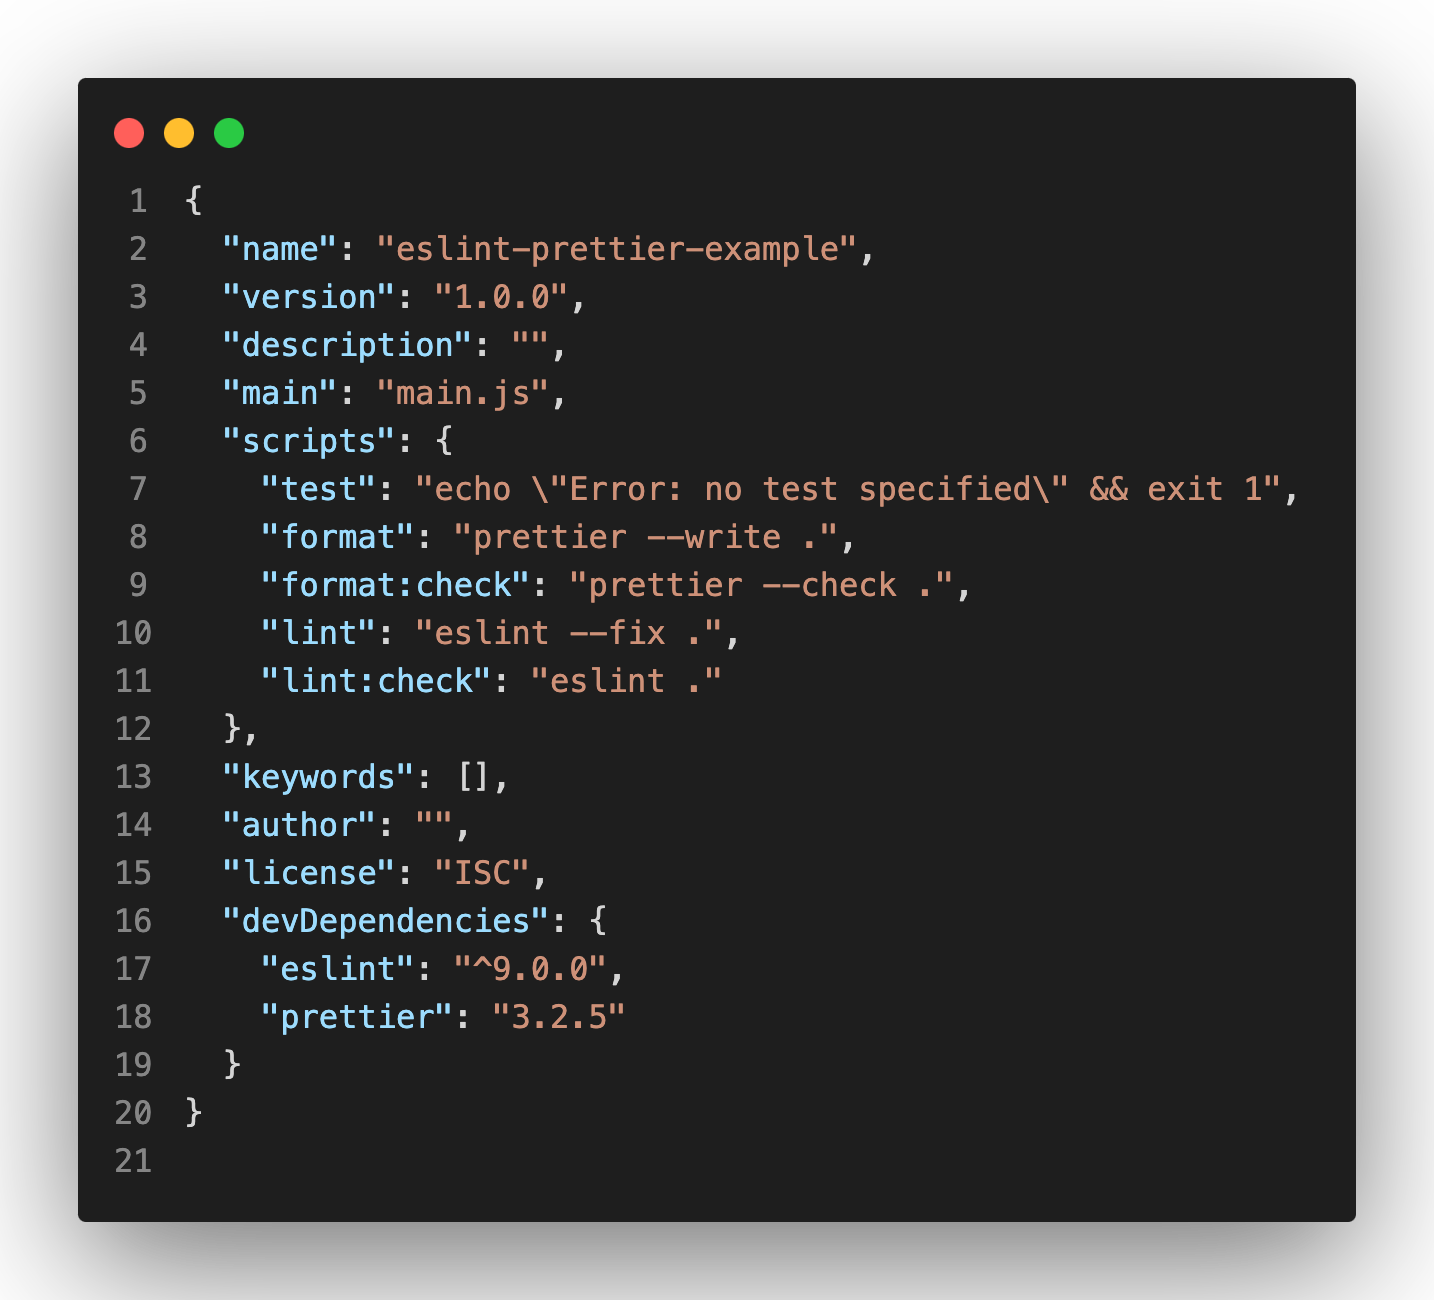 1 {
2   "name": "eslint-prettier-example",
3   "version": "1.0.0",
4   "description": "",
5   "main": "main.js",
6   "scripts": {
7     "test": "echo \"Error: no test specified\" && exit 1",
8     "format": "prettier --write .",
9     "format:check": "prettier --check .",
10     "lint": "eslint --fix .",
11     "lint:check": "eslint ."
12   },
13   "keywords": [],
14   "author": "",
15   "license": "ISC",
16   "devDependencies": {
17     "eslint": "^9.0.0",
18     "prettier": "3.2.5"
19   }
20 }
21